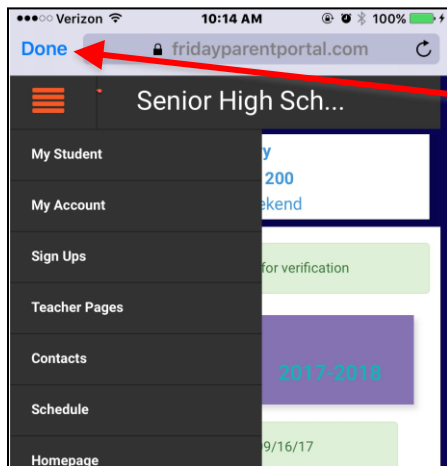 Verizon 10:14 AM 100%
Done fridayparentportal.com
Senior High Sch...
My Student y
200
My Account ekend
Sign Ups for verification
Teacher Pages
Contacts 2017-2018
Schedule
Homepage 09/16/17